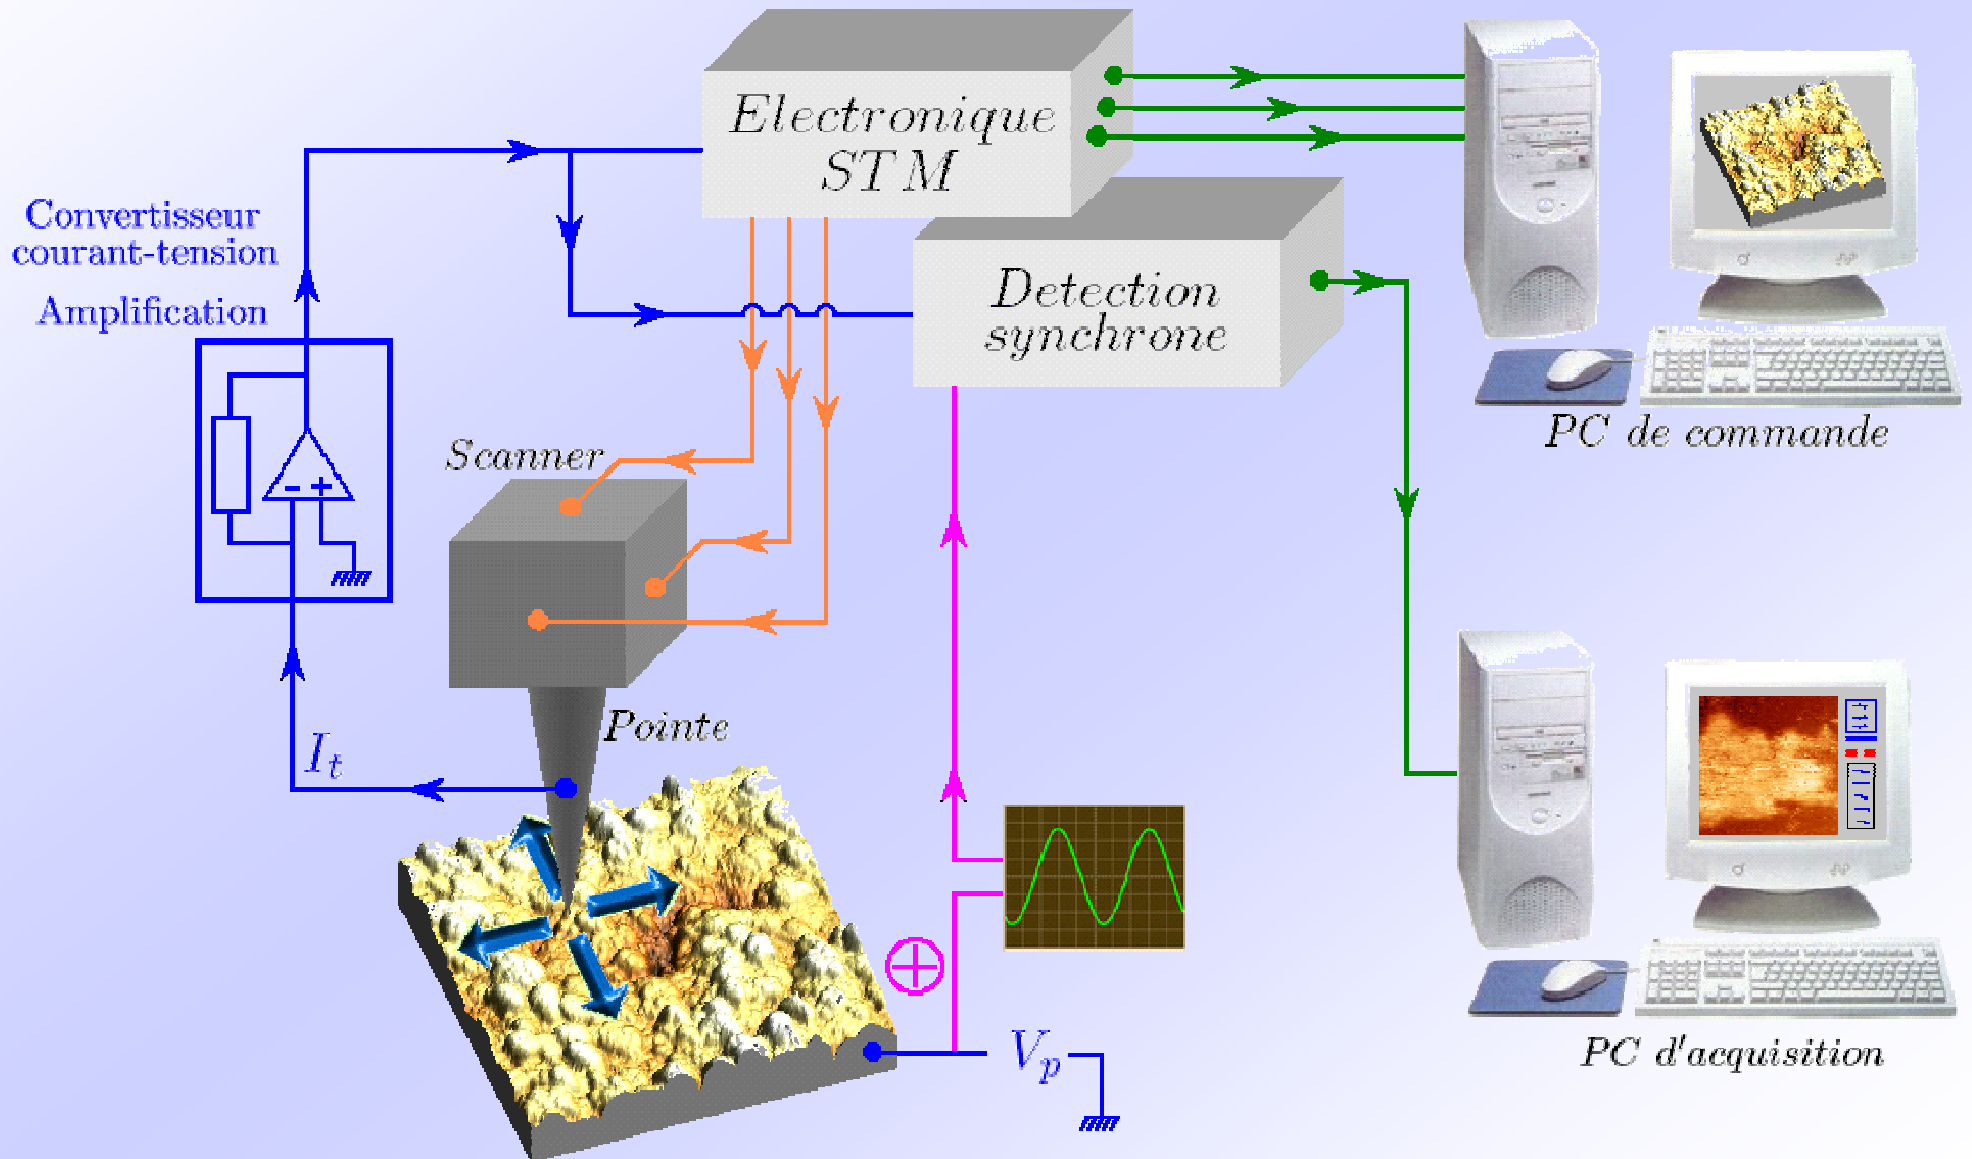 Electronique
STM
Convertisseur
courant-tension
Amplification
Detection
synchrone
- +
PC de commande
Scanner
Pointe
I_t
V_p
PC d'acquisition